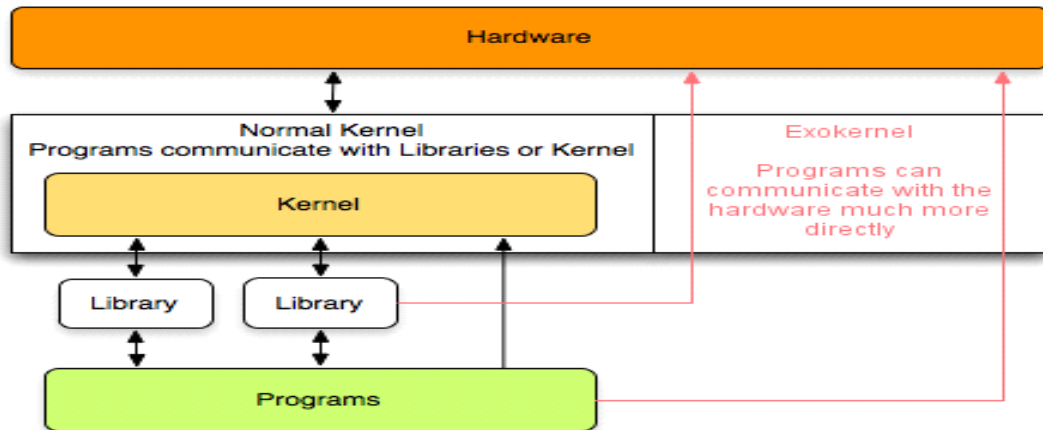 Hardware
Normal Kernel
Programs communicate with Libraries or Kernel
Kernel
Exokernel
Programs can
communicate with the
hardware much more
directly
Library
Library
Programs